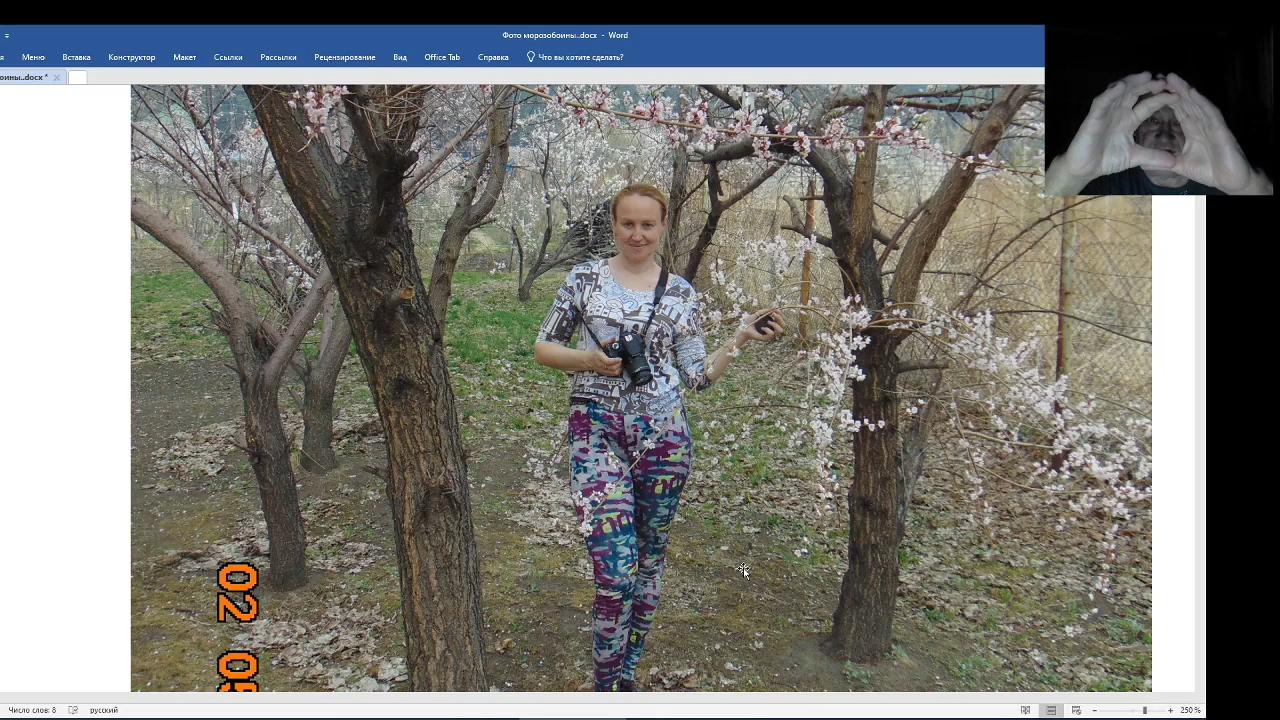 Фото морозобоины..docx - Word
я Меню Вставка Конструктор Макет Ссылки Рассылки Рецензирование Вид Office Tab Справка Что вы хотите сделать?
оины..docx *
02
Число слов: 8 русский 250 %